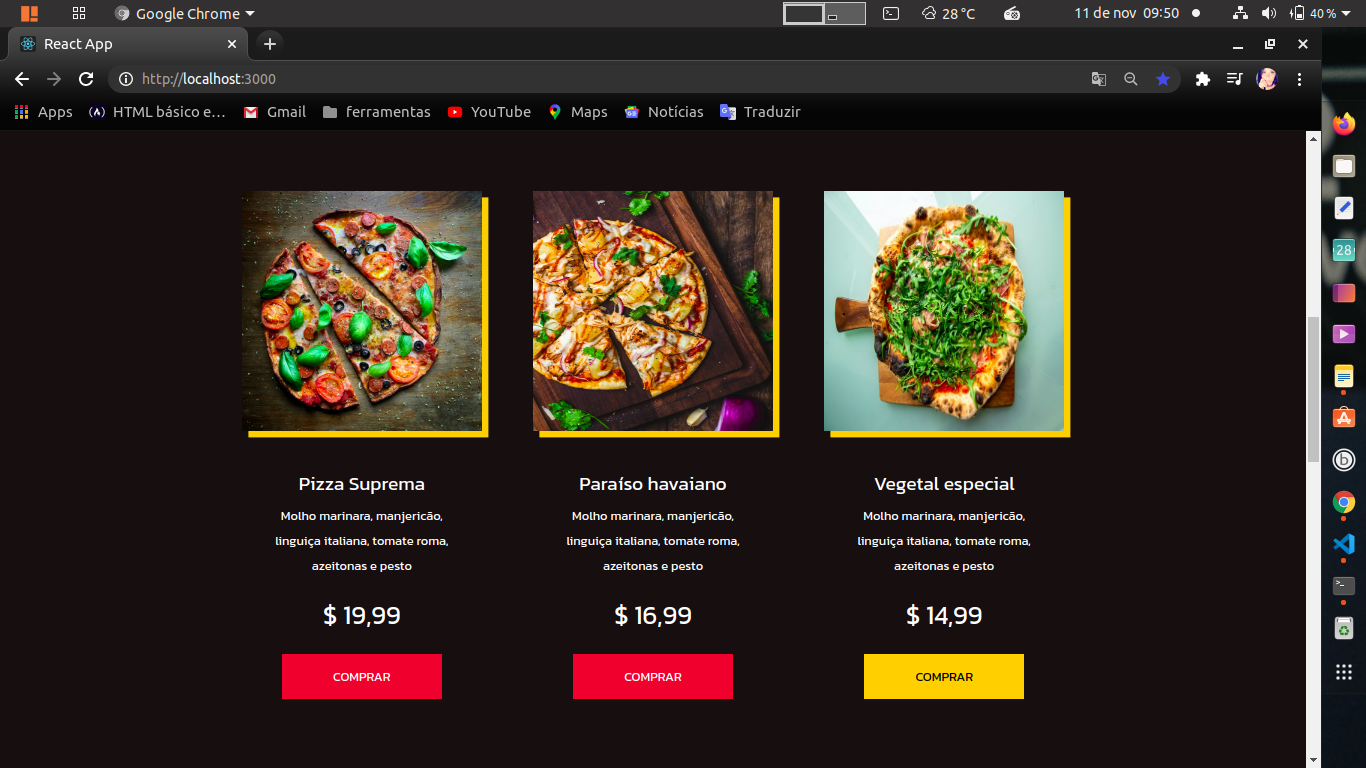 Google Chrome
28 °C
11 de nov 09:50
40 %
React App
http://localhost:3000
Apps
HTML básico e...
Gmail
ferramentas
YouTube
Maps
Notícias
Traduzir
28
Pizza Suprema
Molho marinara, manjericão,
linguiça italiana, tomate roma,
azeitonas e pesto
$ 19,99
COMPRAR
Paraíso havaiano
Molho marinara, manjericão,
linguiça italiana, tomate roma,
azeitonas e pesto
$ 16,99
COMPRAR
Vegetal especial
Molho marinara, manjericão,
linguiça italiana, tomate roma,
azeitonas e pesto
$ 14,99
COMPRAR